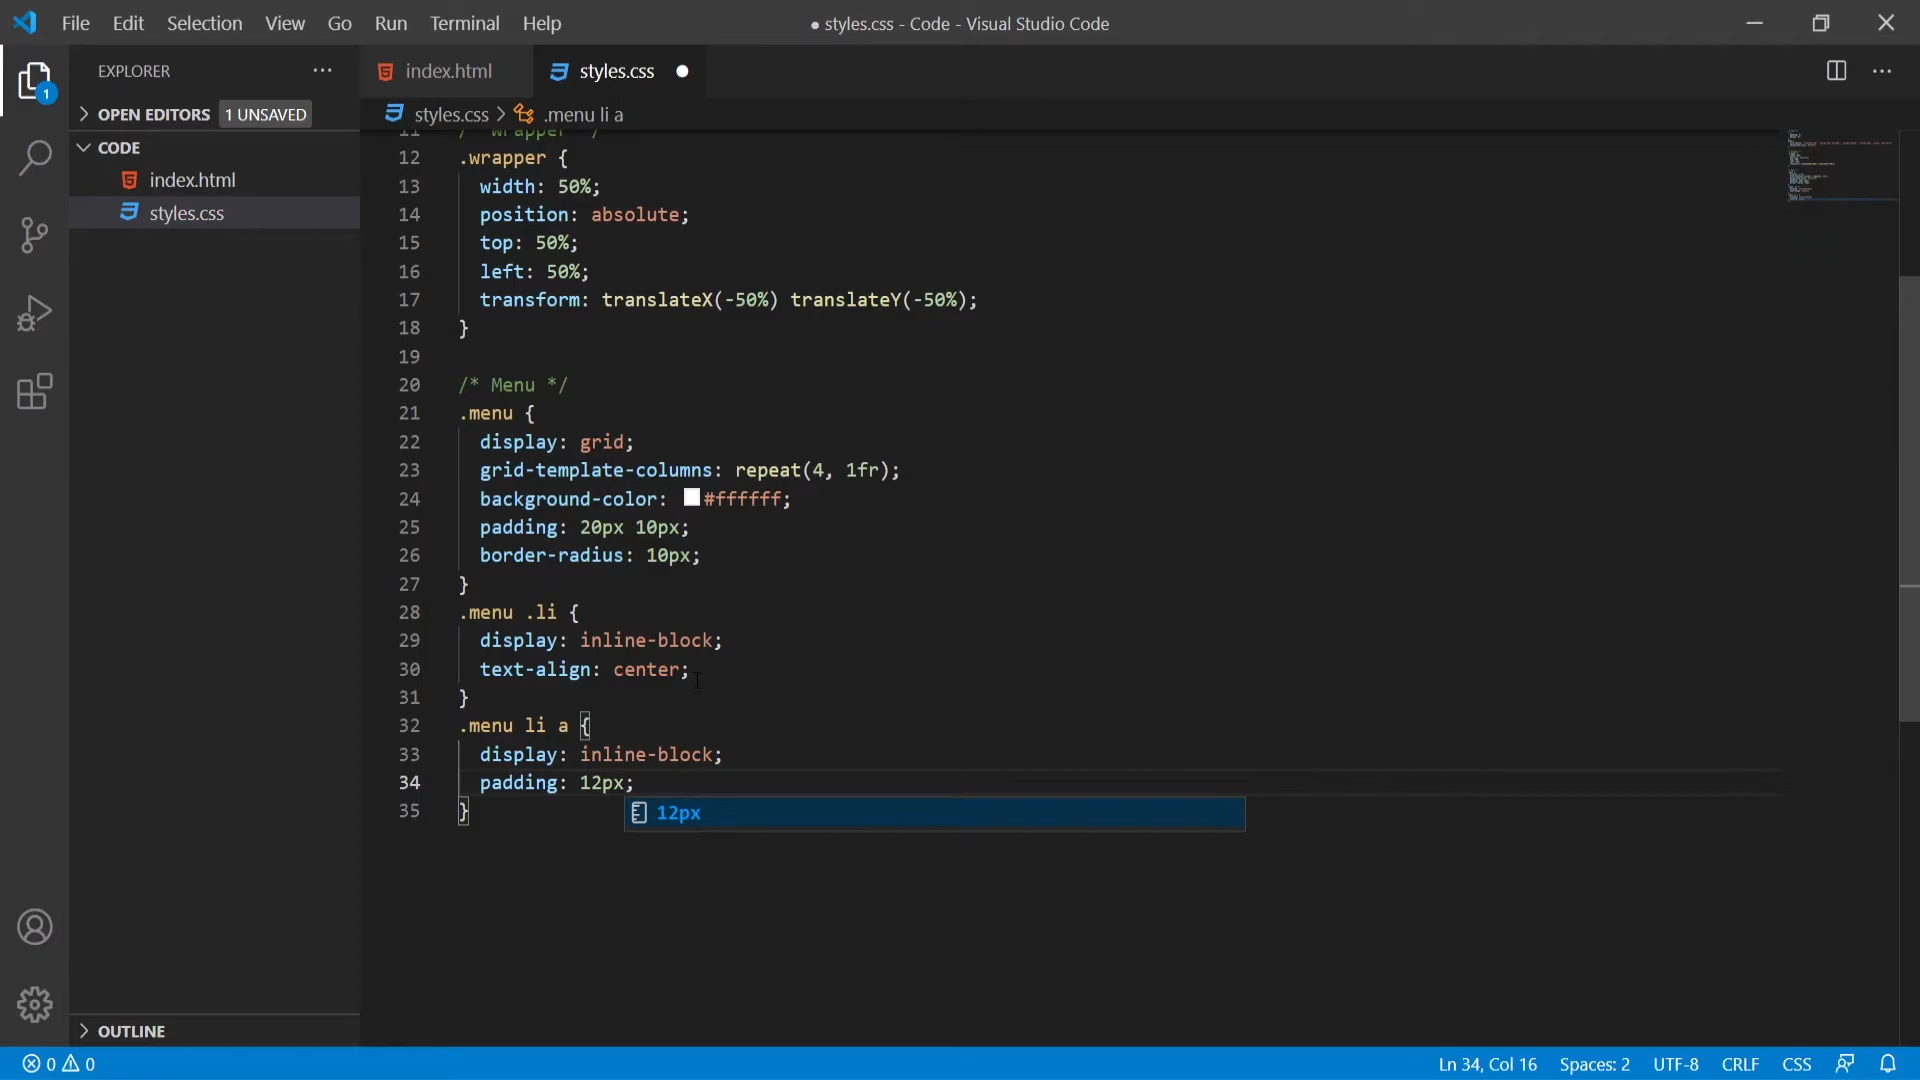 File Edit Selection View Go Run Terminal Help
● styles.css - Code - Visual Studio Code
EXPLORER
index.html
styles.css
1
OPEN EDITORS 1 UNSAVED
CODE
index.html
styles.css
OUTLINE
styles.css > .menu li a
11 /* Wrapper */
12 .wrapper {
13 width: 50%;
14 position: absolute;
15 top: 50%;
16 left: 50%;
17 transform: translateX(-50%) translateY(-50%);
18 }
19
20 /* Menu */
21 .menu {
22 display: grid;
23 grid-template-columns: repeat(4, 1fr);
24 background-color: #ffffff;
25 padding: 20px 10px;
26 border-radius: 10px;
27 }
28 .menu .li {
29 display: inline-block;
30 text-align: center;
31 }
32 .menu li a {
33 display: inline-block;
34 padding: 12px;
35 }
12px
0 0
Ln 34, Col 16 Spaces: 2 UTF-8 CRLF CSS